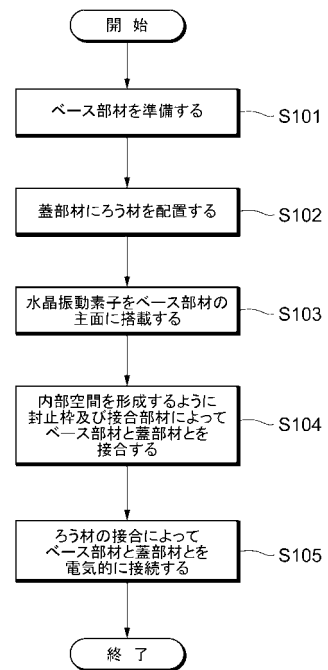 開 始
ベース部材を準備する
S101
蓋部材にろう材を配置する
S102
水晶振動素子をベース部材の
主面に搭載する
S103
内部空間を形成するように
封止枠及び接合部材によって
ベース部材と蓋部材とを
接合する
S104
ろう材の接合によって
ベース部材と蓋部材とを
電気的に接続する
S105
終 了